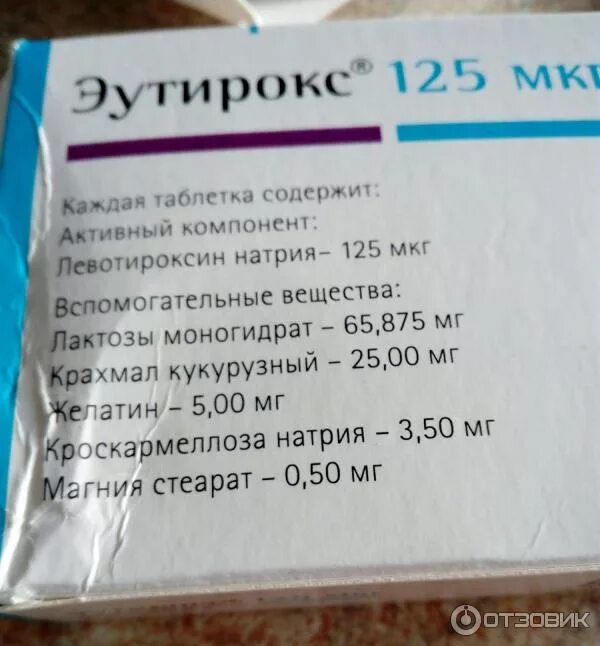 Эутирокс® 125 мкг
Каждая таблетка содержит:
Активный компонент:
Левотироксин натрия– 125 мкг
Вспомогательные вещества:
Лактозы моногидрат – 65,875 мг
Крахмал кукурузный – 25,00 мг
Желатин – 5,00 мг
Кроскармеллоза натрия – 3,50 мг
Магния стеарат – 0,50 мг
ОТЗОВИК